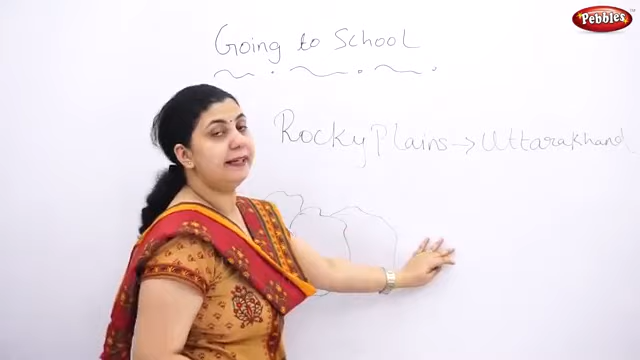 Pebbles
Going to School
Rocky Plains → Uttarakhand